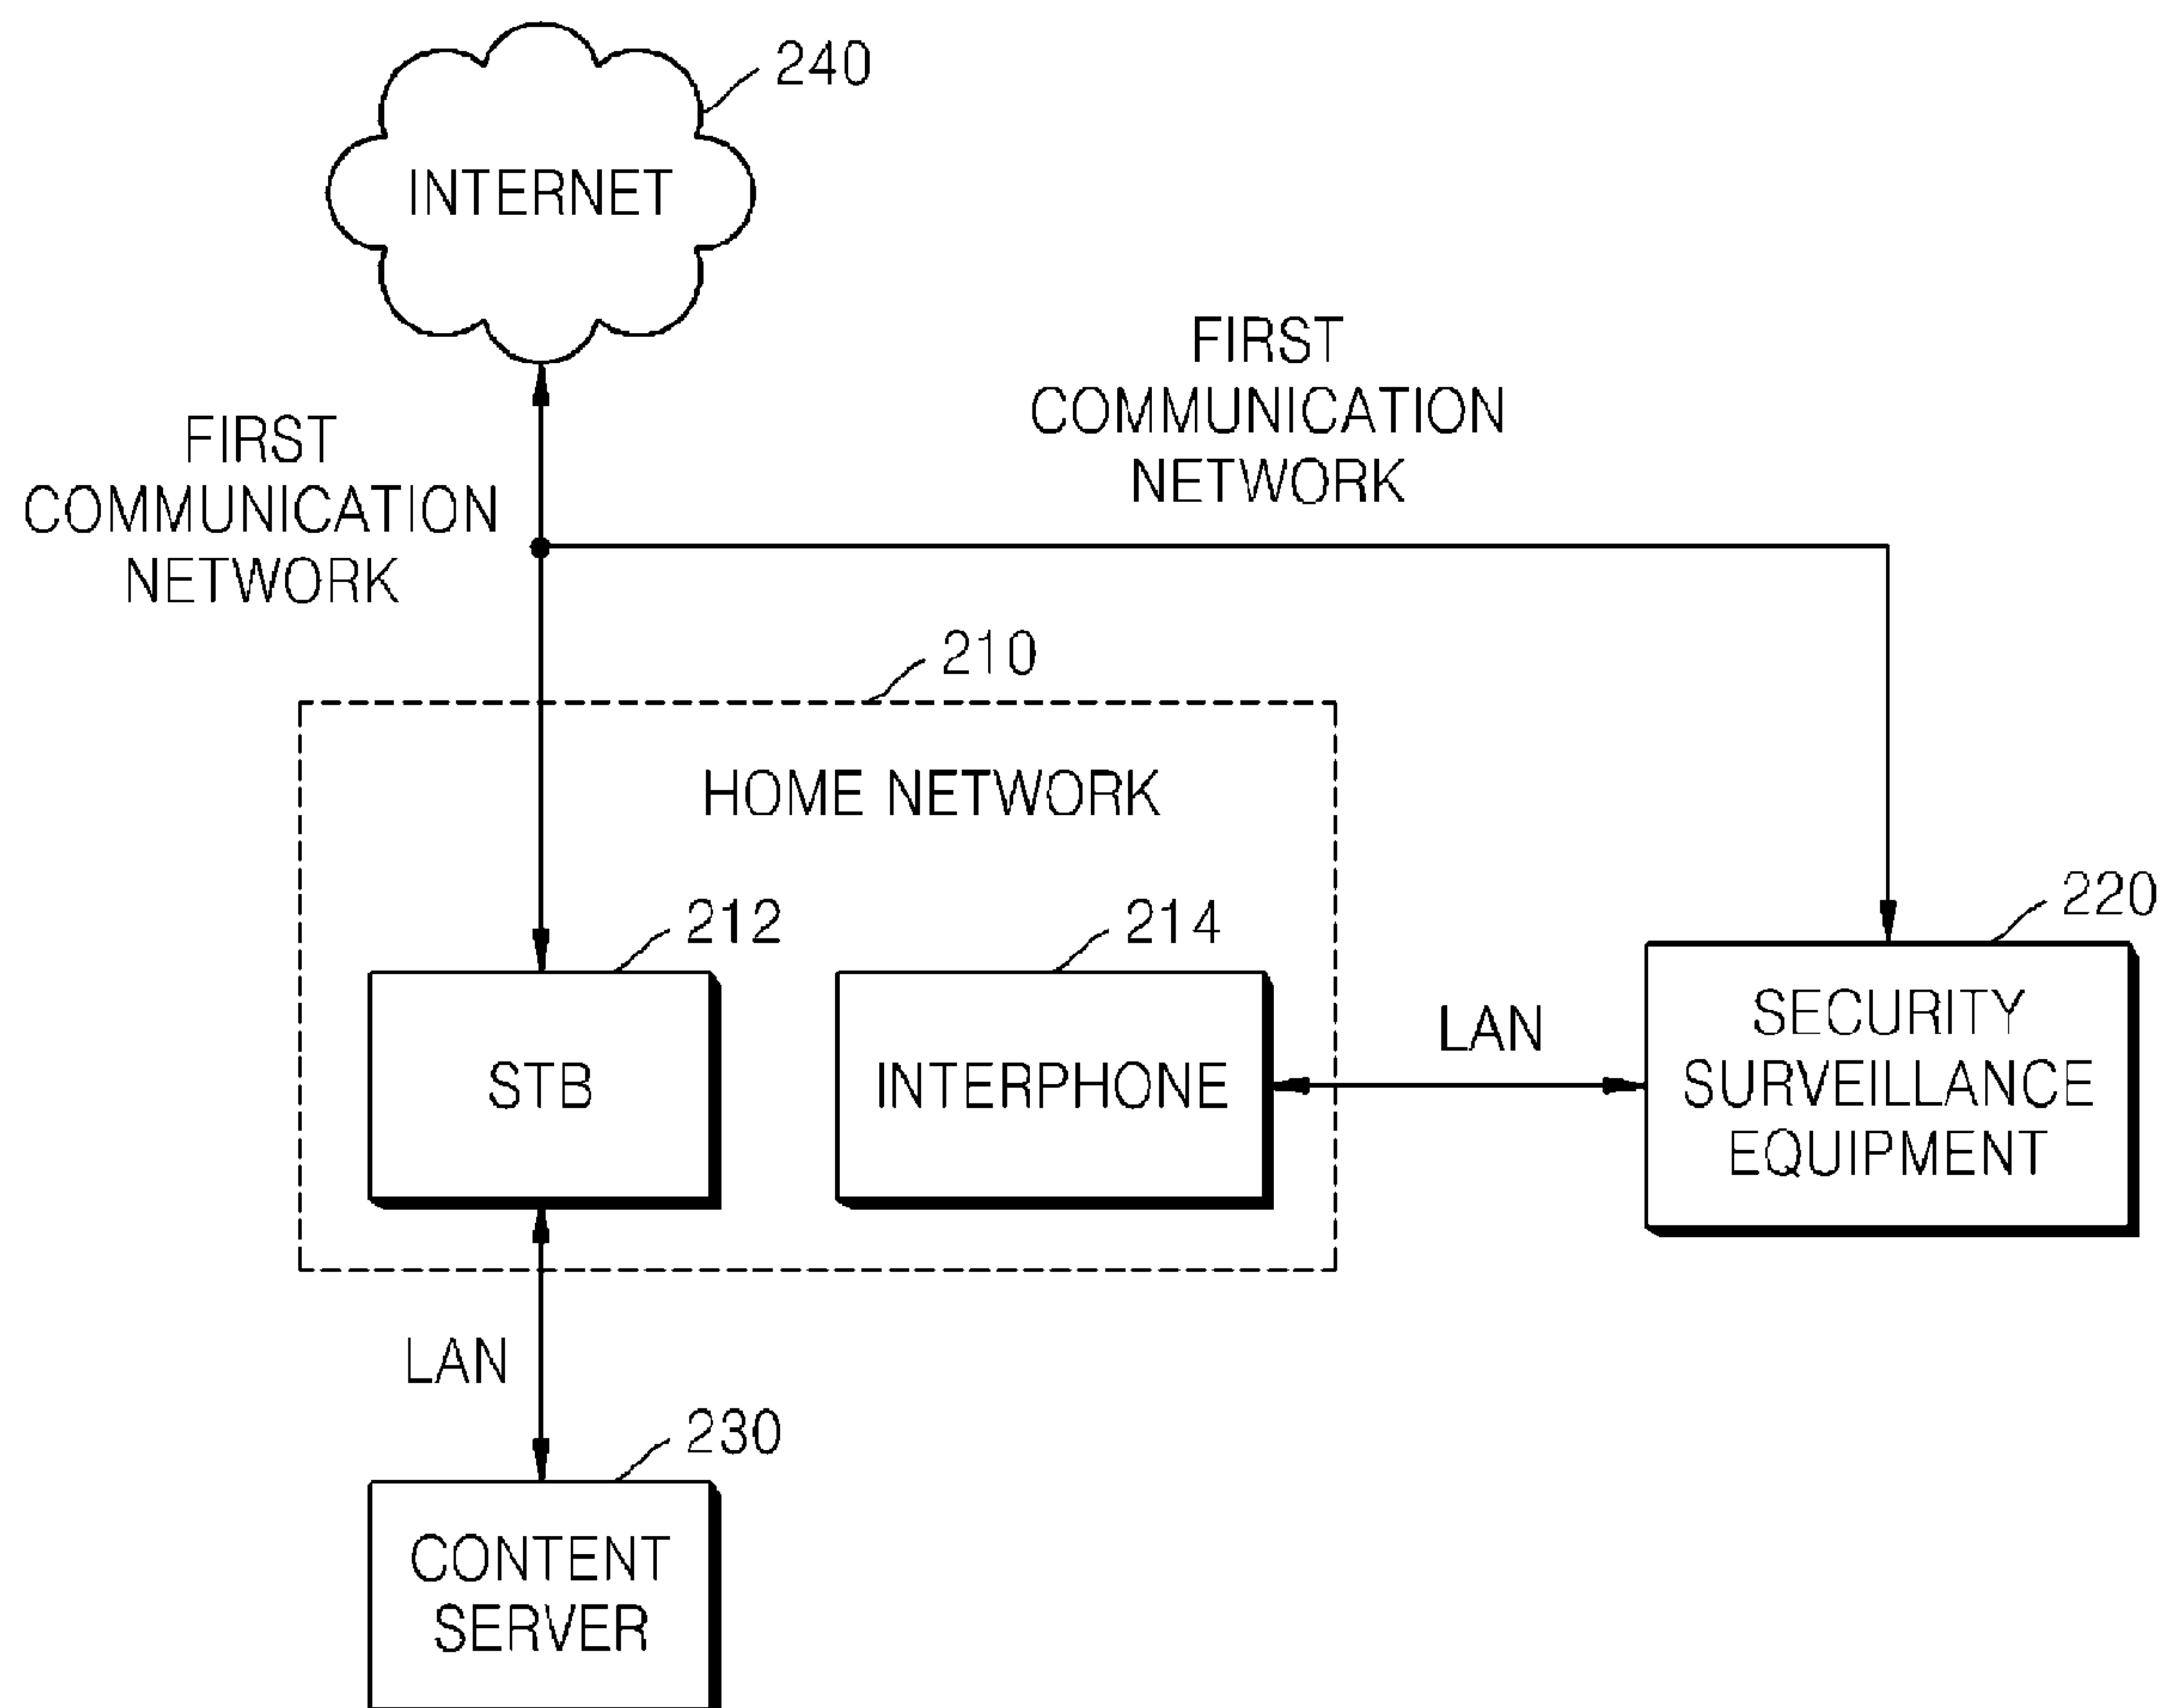 240
INTERNET
FIRST
COMMUNICATION
NETWORK
FIRST
COMMUNICATION
NETWORK
210
HOME NETWORK
212
214
220
STB
INTERPHONE
LAN
SECURITY
SURVEILLANCE
EQUIPMENT
LAN
230
CONTENT
SERVER